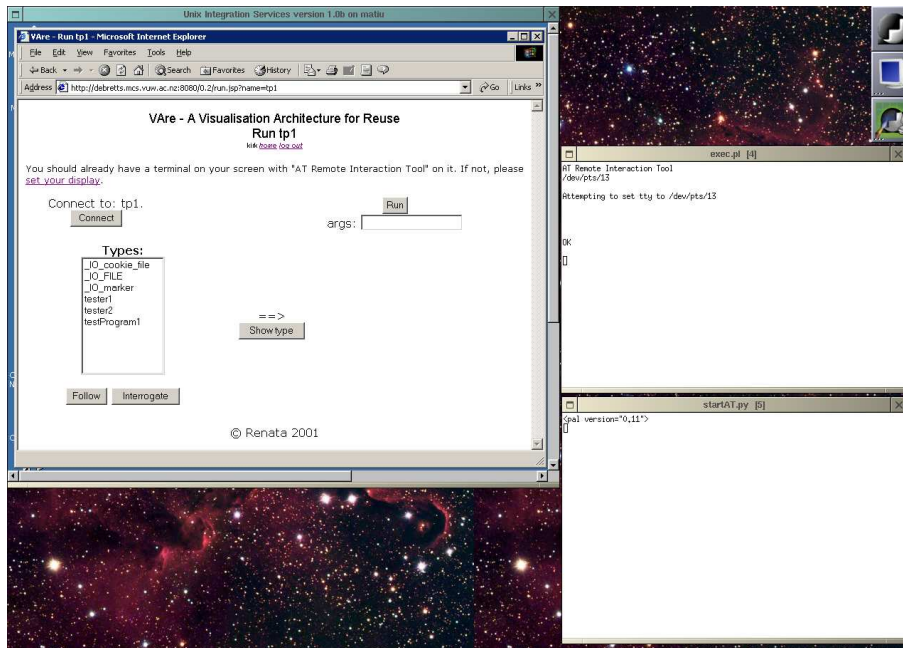 Unix Integration Services version 1.0b on matiu
VAre - Run tp1 - Microsoft Internet Explorer
File Edit View Favorites Tools Help
Back Search Favorites History
Address http://debretts.mcs.vuw.ac.nz:8080/0.2/run.jsp?name=tp1 Go Links »
VAre - A Visualisation Architecture for Reuse
Run tp1
kirk home log out
You should already have a terminal on your screen with "AT Remote Interaction Tool" on it. If not, please
set your display.
Connect to: tp1.
Connect
Run
args:
Types:
_IO_cookie_file
_IO_FILE
_IO_marker
tester1
tester2
testProgram1
==>
Show type
Follow Interrogate
© Renata 2001
exec.pl [4]
AT Remote Interaction Tool
/dev/pts/13
Attempting to set tty to /dev/pts/13
OK
startAT.py [5]
<pal version="0.11">